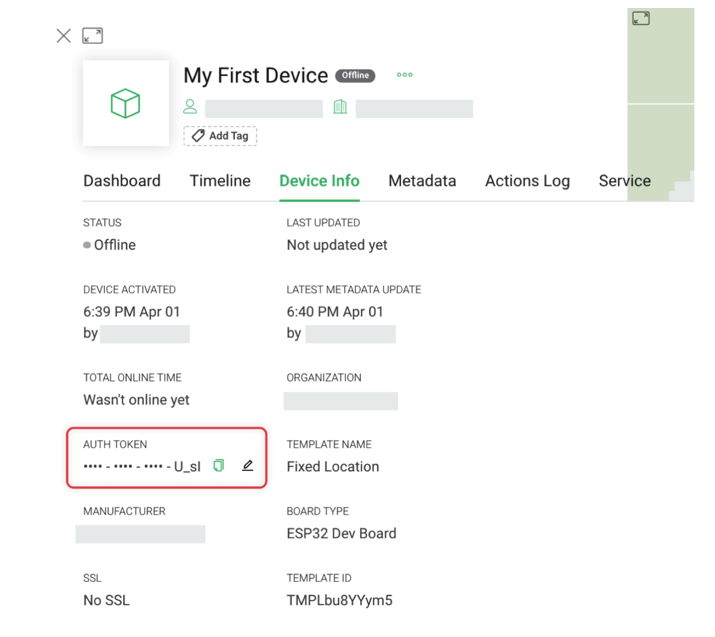 My First Device Offline
Add Tag
Dashboard Timeline Device Info Metadata Actions Log Service
STATUS LAST UPDATED
Offline Not updated yet
DEVICE ACTIVATED LATEST METADATA UPDATE
6:39 PM Apr 01 6:40 PM Apr 01
by by
TOTAL ONLINE TIME ORGANIZATION
Wasn't online yet
AUTH TOKEN TEMPLATE NAME
•••• - •••• - •••• - U_sI Fixed Location
MANUFACTURER BOARD TYPE
ESP32 Dev Board
SSL TEMPLATE ID
No SSL TMPLbu8YYym5